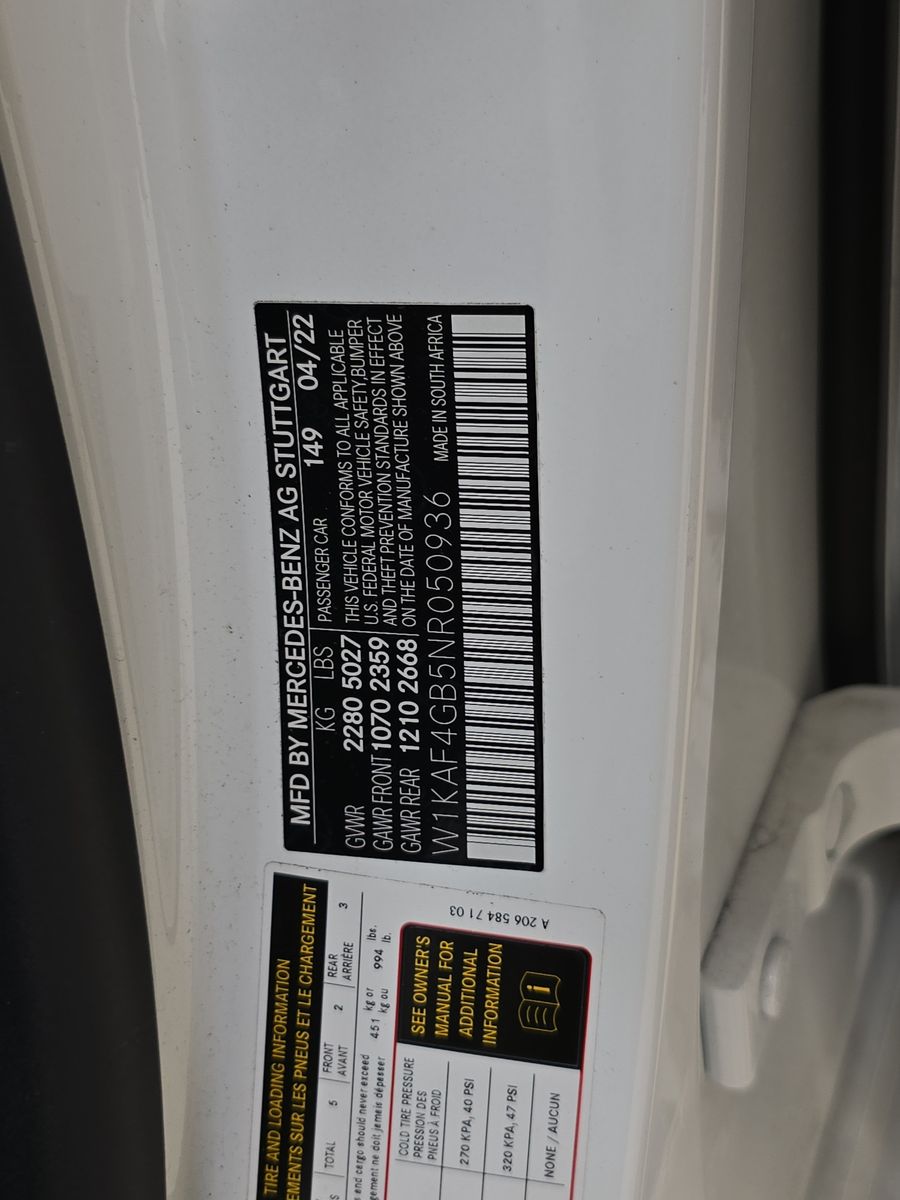 MFD BY MERCEDES-BENZ AG STUTTGART
KG LBS PASSENGER CAR 149 04/22
GVWR 2280 5027 THIS VEHICLE CONFORMS TO ALL APPLICABLE
U.S. FEDERAL MOTOR VEHICLE SAFETY,BUMPER
GAWR FRONT 1070 2359 AND THEFT PREVENTION STANDARDS IN EFFECT
GAWR REAR 1210 2668 ON THE DATE OF MANUFACTURE SHOWN ABOVE
W1KAF4GB5NR050936 MADE IN SOUTH AFRICA
TIRE AND LOADING INFORMATION
SUR LES PNEUS ET LE CHARGEMENT
TOTAL 5 FRONT AVANT 2 REAR ARRIÈRE 3
and cargo should never exceed 451 kg or 994 lbs.
ne doit jamais dépasser kg ou lb.
COLD TIRE PRESSURE
PRESSION DES
PNEUS À FROID
270 KPA, 40 PSI
320 KPA, 47 PSI
NONE / AUCUN
SEE OWNER'S
MANUAL FOR
ADDITIONAL
INFORMATION
A 206 584 71 03